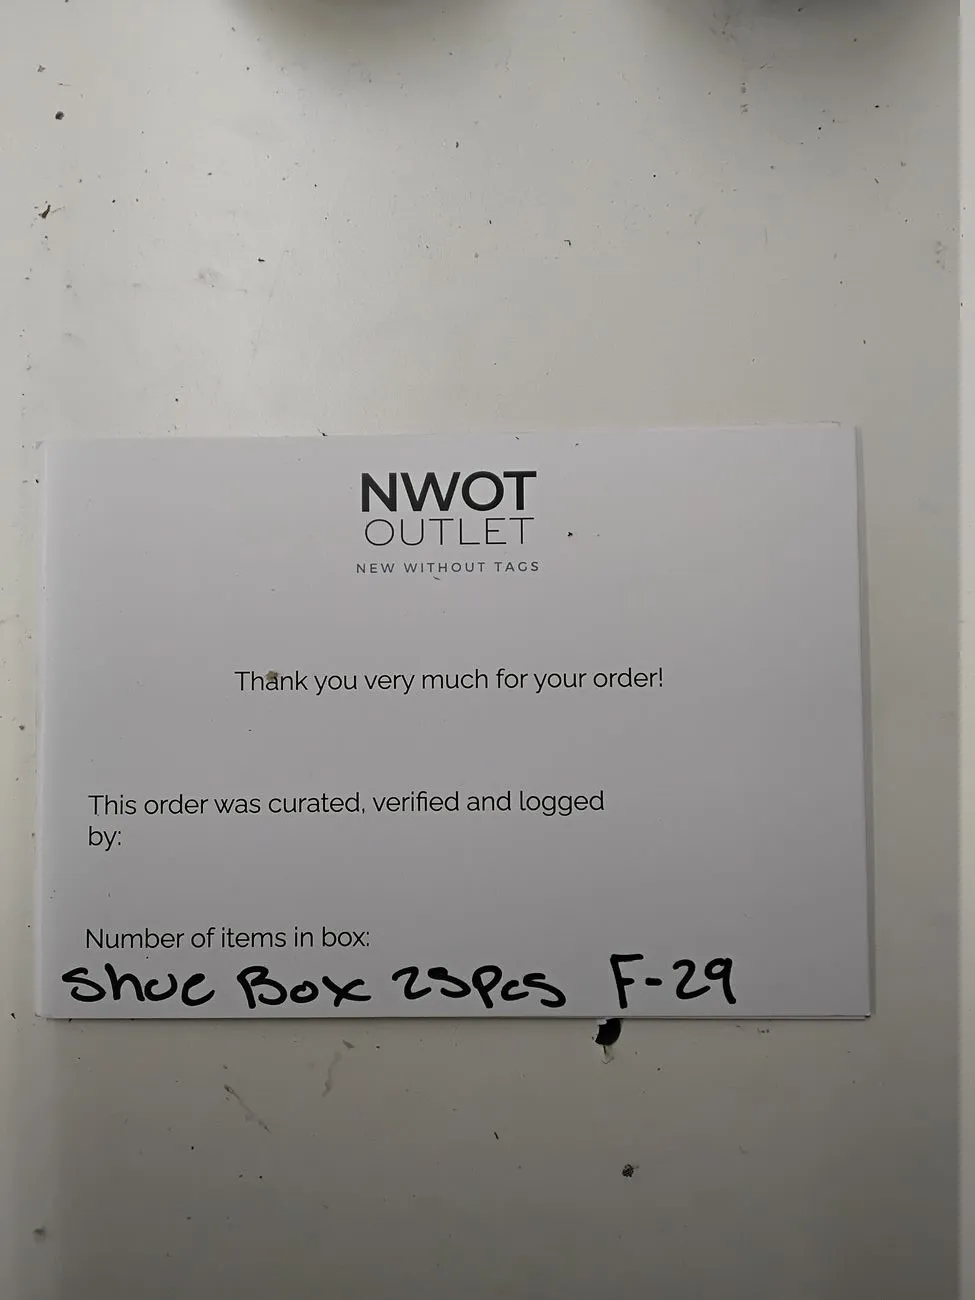 NWOT
OUTLET
NEW WITHOUT TAGS
Thank you very much for your order!
This order was curated, verified and logged
by:
Number of items in box:
Shoe Box 25Pcs F-29